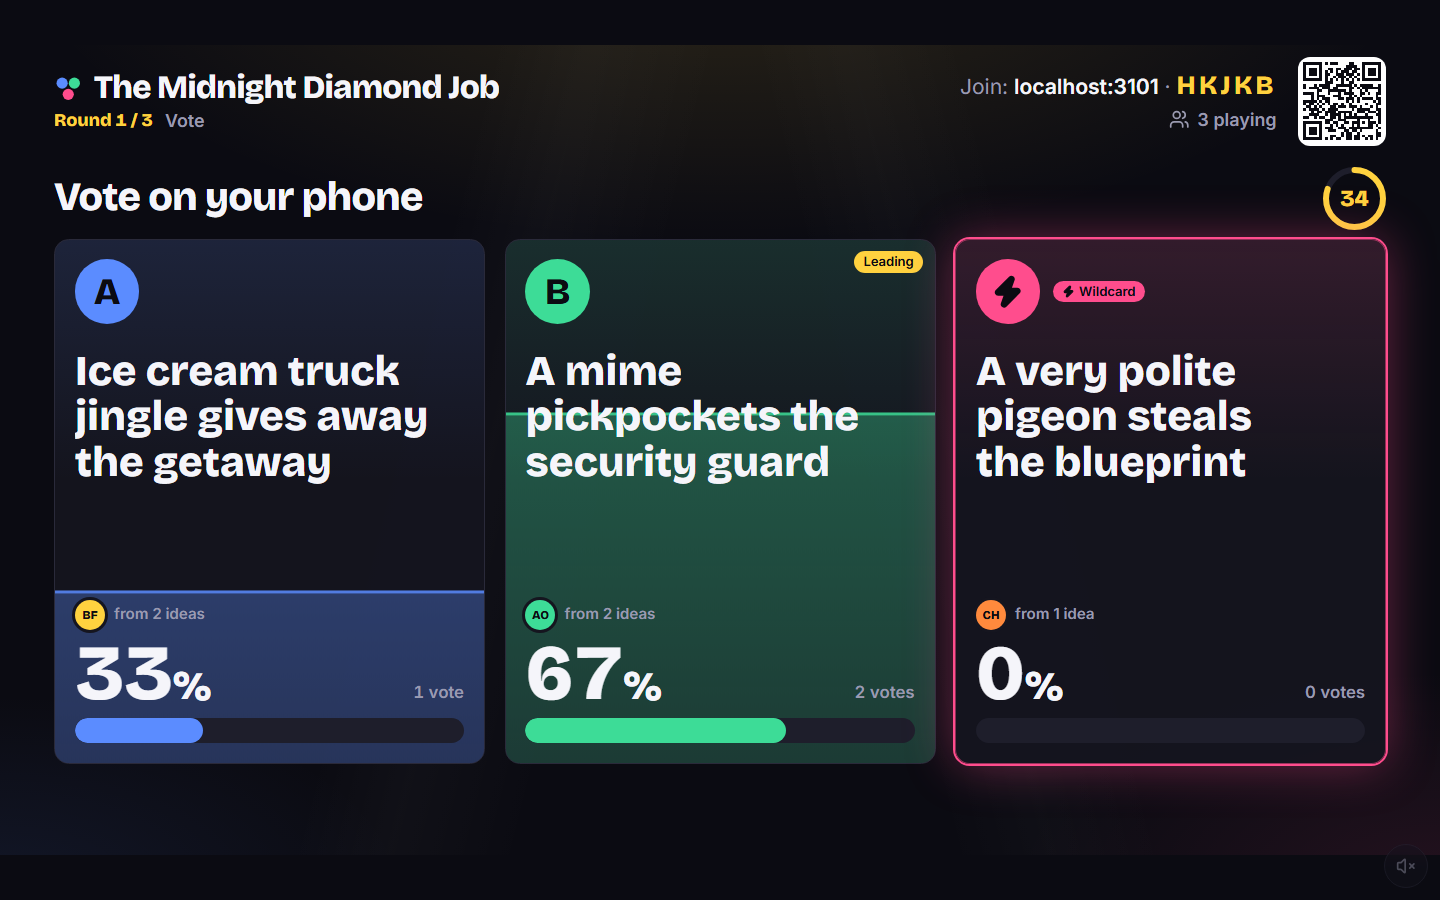 The Midnight Diamond Job
Round 1 / 3 Vote
Join: localhost:3101 · HKJKB
3 playing
Vote on your phone
34
A
Ice cream truck
jingle gives away
the getaway
BF from 2 ideas
33%
1 vote
B
Leading
A mime
pickpockets the
security guard
AO from 2 ideas
67%
2 votes
Wildcard
A very polite
pigeon steals
the blueprint
CH from 1 idea
0%
0 votes